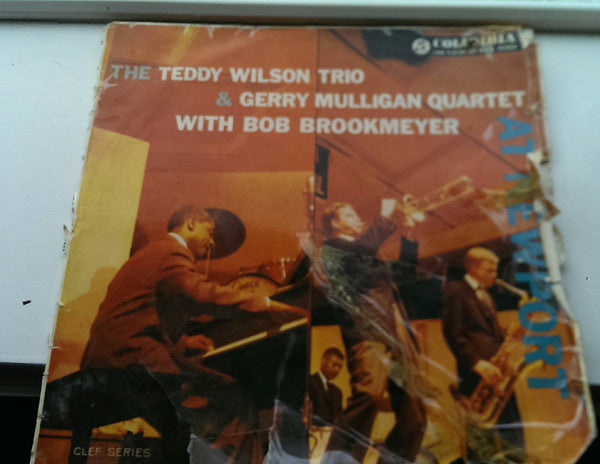 COLUMBIA
THE TEDDY WILSON TRIO
& GERRY MULLIGAN QUARTET
WITH BOB BROOKMEYER
AT NEWPORT
CLEF SERIES